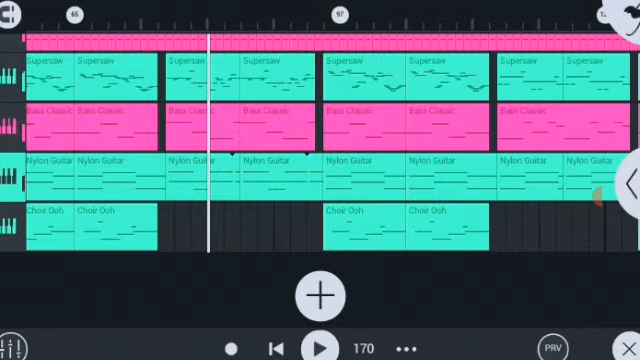 65 97
Supersaw Supersaw Supersaw Supersaw Supersaw Supersaw Supersaw Supersaw
Bass Classic Bass Classic Bass Classic Bass Classic Bass Classic Bass Classic Bass Classic
Nylon Guitar Nylon Guitar Nylon Guitar Nylon Guitar Nylon Guitar Nylon Guitar Nylon Guitar Nylon Guitar
Choir Ooh Choir Ooh Choir Ooh Choir Ooh
170 PRV